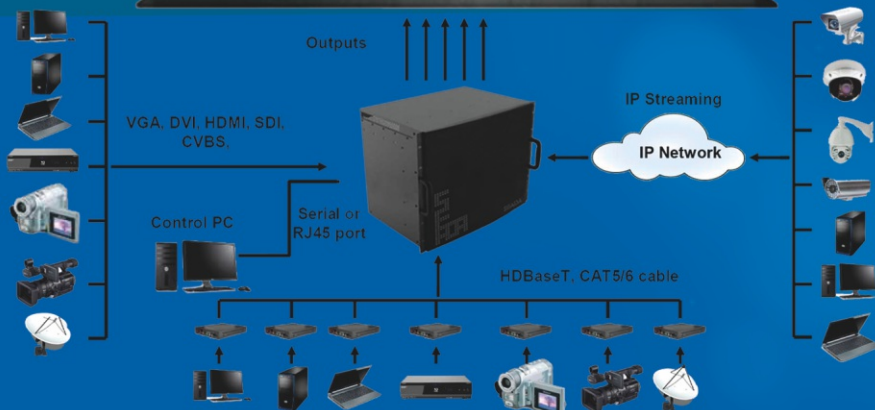 Outputs
IP Streaming
VGA, DVI, HDMI, SDI,
CVBS,
IP Network
Control PC
Serial or
RJ45 port
HDBaseT, CAT5/6 cable